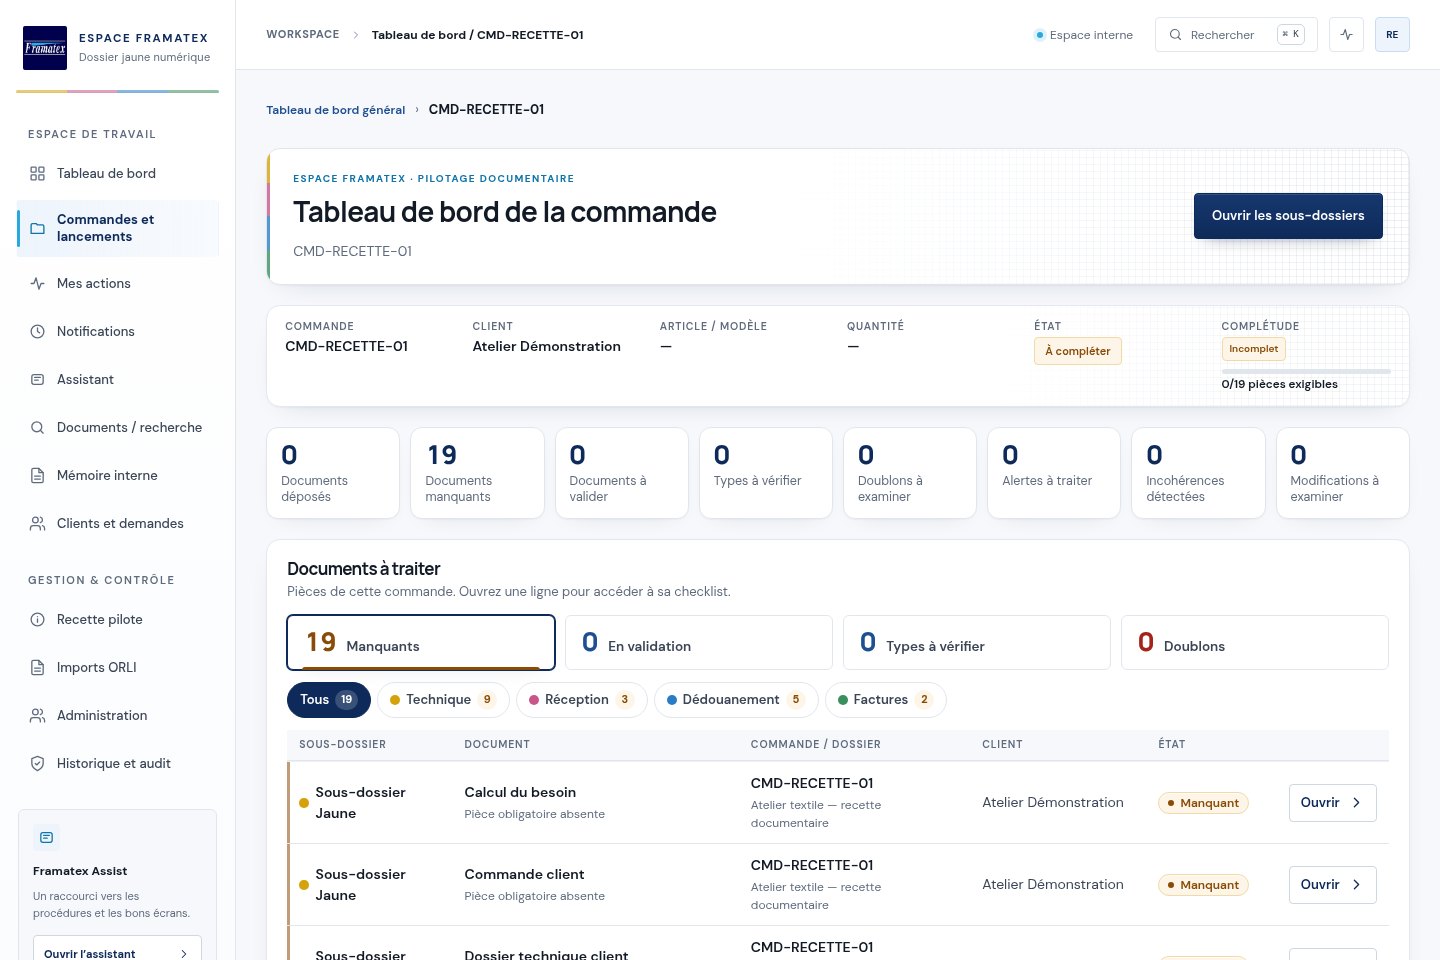 Framatex
ESPACE FRAMATEX
Dossier jaune numérique
ESPACE DE TRAVAIL
Tableau de bord
Commandes et
lancements
Mes actions
Notifications
Assistant
Documents / recherche
Mémoire interne
Clients et demandes
GESTION & CONTRÔLE
Recette pilote
Imports ORLI
Administration
Historique et audit
Framatex Assist
Un raccourci vers les
procédures et les bons écrans.
Ouvrir l'assistant
WORKSPACE > Tableau de bord / CMD-RECETTE-01
Espace interne
Rechercher ⌘ K
RE
Tableau de bord général › CMD-RECETTE-01
ESPACE FRAMATEX · PILOTAGE DOCUMENTAIRE
Tableau de bord de la commande
CMD-RECETTE-01
Ouvrir les sous-dossiers
COMMANDE
CMD-RECETTE-01
CLIENT
Atelier Démonstration
ARTICLE / MODÈLE
—
QUANTITÉ
—
ÉTAT
À compléter
COMPLÉTUDE
Incomplet
0/19 pièces exigibles
0
Documents
déposés
19
Documents
manquants
0
Documents à
valider
0
Types à vérifier
0
Doublons à
examiner
0
Alertes à traiter
0
Incohérences
détectées
0
Modifications à
examiner
Documents à traiter
Pièces de cette commande. Ouvrez une ligne pour accéder à sa checklist.
19 Manquants
0 En validation
0 Types à vérifier
0 Doublons
Tous 19
Technique 9
Réception 3
Dédouanement 5
Factures 2
SOUS-DOSSIER DOCUMENT COMMANDE / DOSSIER CLIENT ÉTAT
Sous-dossier
Jaune
Calcul du besoin
Pièce obligatoire absente
CMD-RECETTE-01
Atelier textile — recette
documentaire
Atelier Démonstration
Manquant
Ouvrir
Sous-dossier
Jaune
Commande client
Pièce obligatoire absente
CMD-RECETTE-01
Atelier textile — recette
documentaire
Atelier Démonstration
Manquant
Ouvrir
Sous-dossier
Dossier technique client
CMD-RECETTE-01